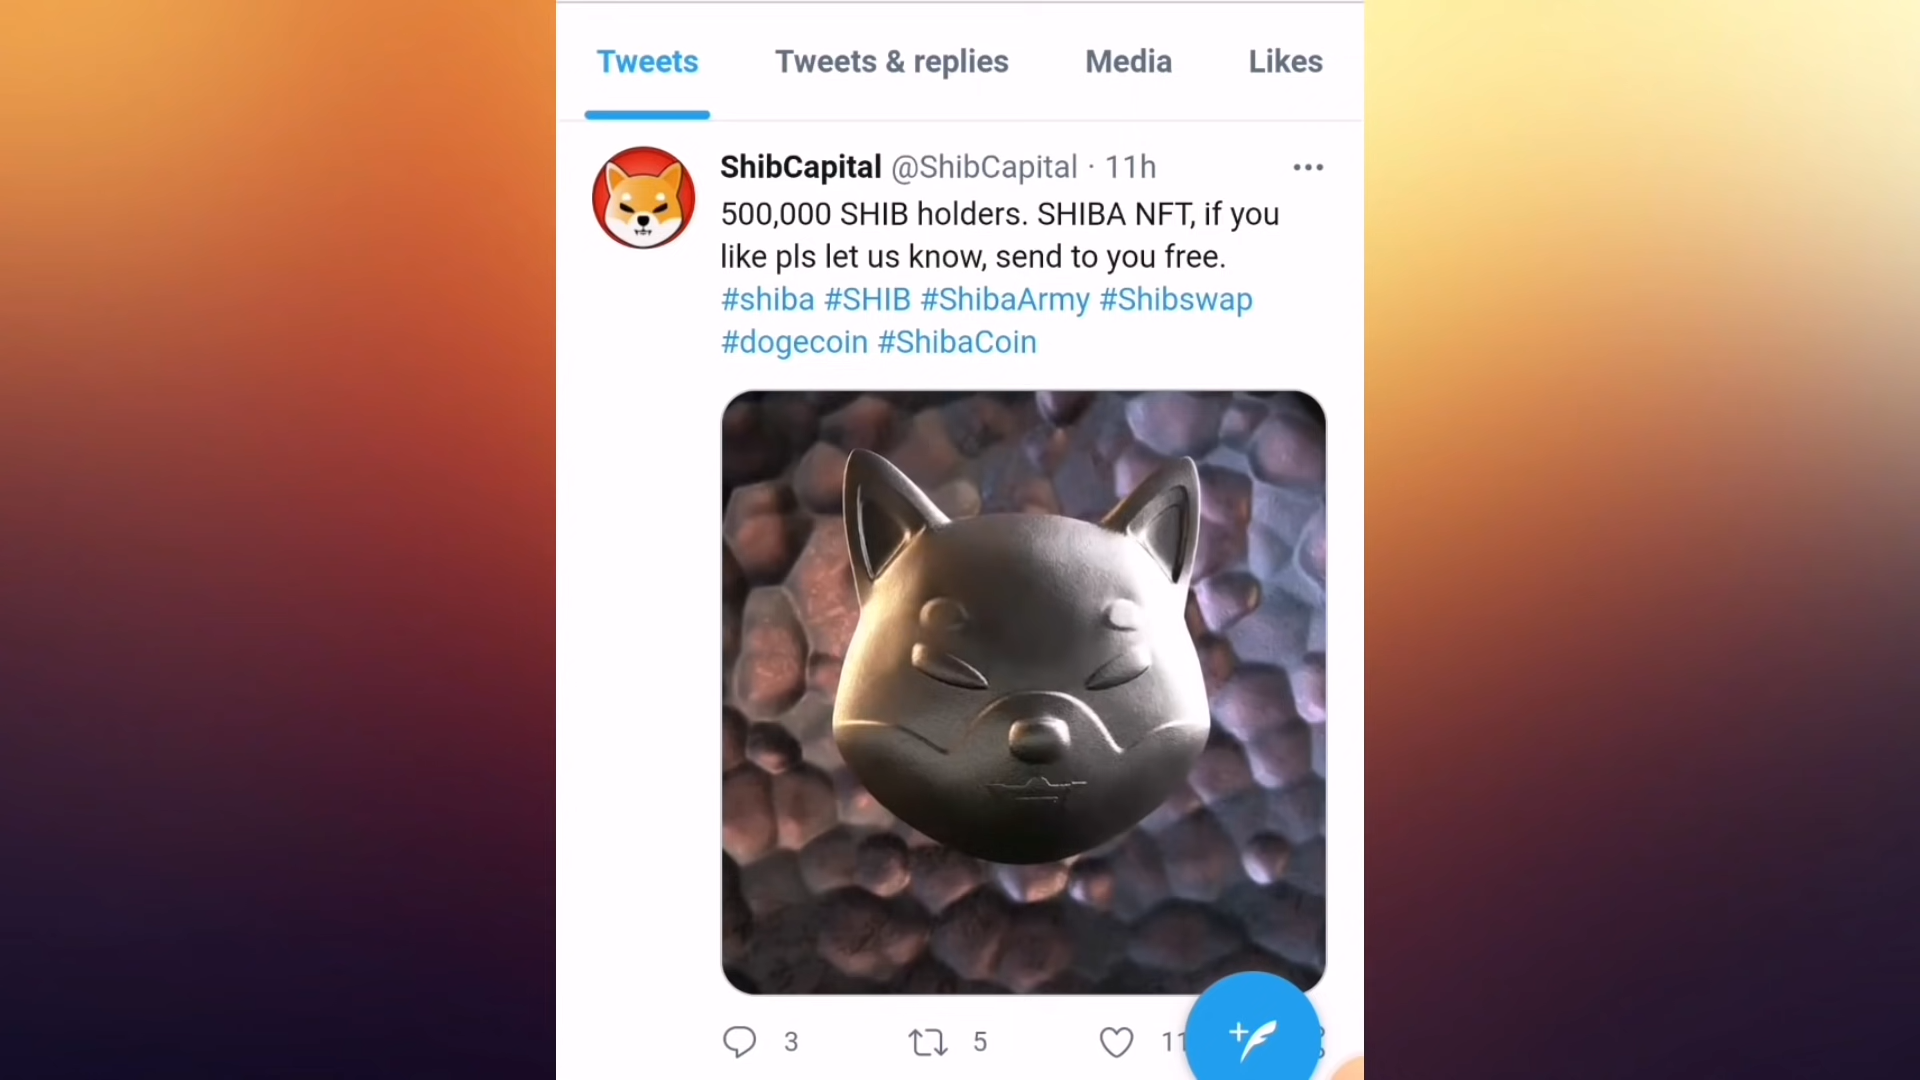 Tweets Tweets & replies Media Likes
ShibCapital @ShibCapital · 11h
500,000 SHIB holders. SHIBA NFT, if you
like pls let us know, send to you free.
#shiba #SHIB #ShibaArmy #Shibswap
#dogecoin #ShibaCoin
3 5